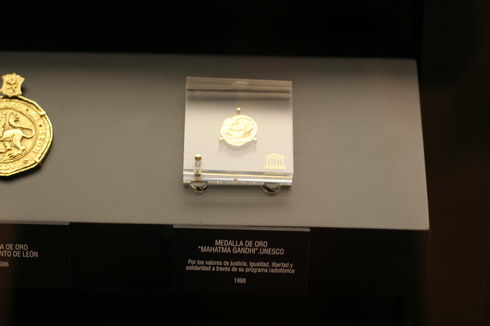 A DE ORO
NTO DE LEÓN
1996
MEDALLA DE ORO
"MAHATMA GANDHI".UNESCO
Por los valores de justicia, igualdad, libertad y
solidaridad a través de su programa radiofónico
1998